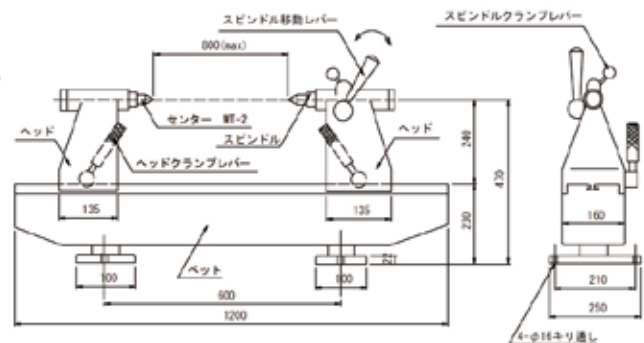 スピンドル移動レバー
スピンドルクランプレバー
800(max)
ヘッド
センター MT-2
スピンドル
ヘッド
ヘッドクランプレバー
240
430
135
135
230
160
ベット
100
100
22
600
210
1200
250
4-φ16キリ通し